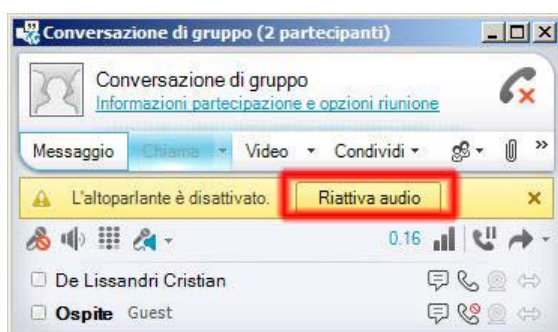 Conversazione di gruppo (2 partecipanti)
Conversazione di gruppo
Informazioni partecipazione e opzioni riunione
Messaggio Chiama Video Condividi »
L'altoparlante è disattivato. Riattiva audio
0.16
De Lissandri Cristian
Ospite Guest